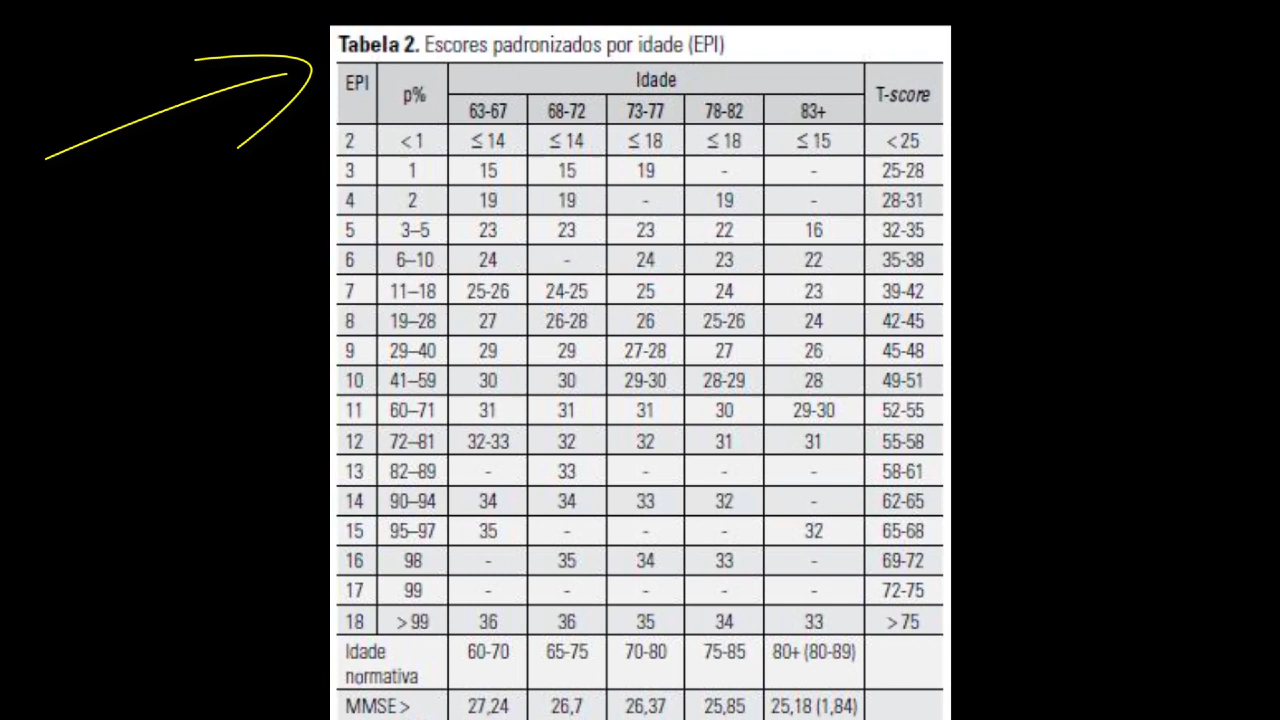 Tabela 2. Escores padronizados por idade (EPI)
EPI p% Idade T-score
63-67 68-72 73-77 78-82 83+
2 < 1 ≤ 14 ≤ 14 ≤ 18 ≤ 18 ≤ 15 < 25
3 1 15 15 19 - - 25-28
4 2 19 19 - 19 - 28-31
5 3–5 23 23 23 22 16 32-35
6 6–10 24 - 24 23 22 35-38
7 11–18 25-26 24-25 25 24 23 39-42
8 19–28 27 26-28 26 25-26 24 42-45
9 29–40 29 29 27-28 27 26 45-48
10 41–59 30 30 29-30 28-29 28 49-51
11 60–71 31 31 31 30 29-30 52-55
12 72–81 32-33 32 32 31 31 55-58
13 82–89 - 33 - - - 58-61
14 90–94 34 34 33 32 - 62-65
15 95–97 35 - - - 32 65-68
16 98 - 35 34 33 - 69-72
17 99 - - - - - 72-75
18 > 99 36 36 35 34 33 > 75
Idade 60-70 65-75 70-80 75-85 80+ (80-89)
normativa
MMSE > 27,24 26,7 26,37 25,85 25,18 (1,84)